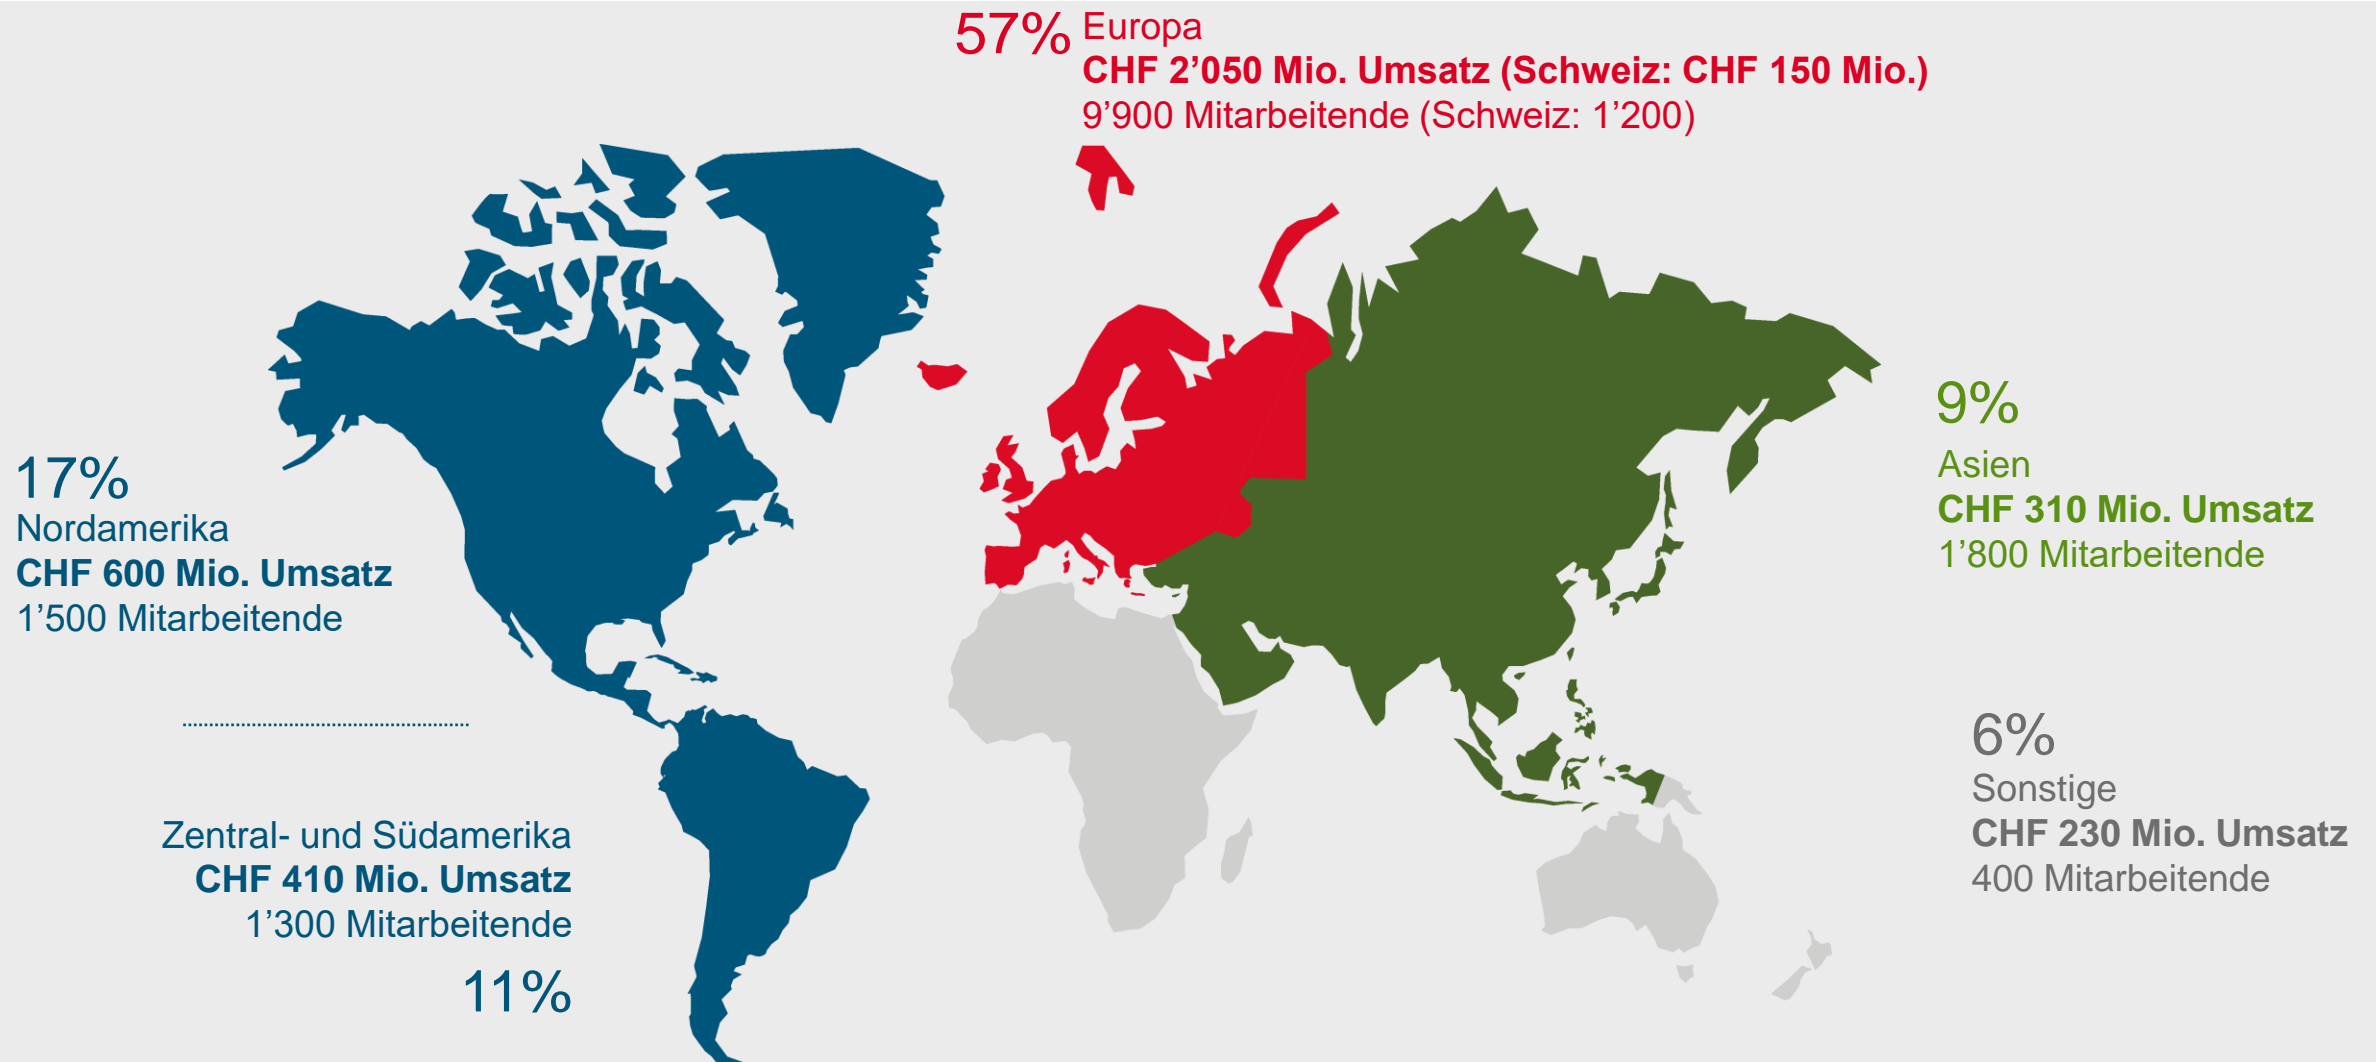 57% Europa
CHF 2’050 Mio. Umsatz (Schweiz: CHF 150 Mio.)
9’900 Mitarbeitende (Schweiz: 1’200)
17%
Nordamerika
CHF 600 Mio. Umsatz
1’500 Mitarbeitende
Zentral- und Südamerika
CHF 410 Mio. Umsatz
1’300 Mitarbeitende
11%
9%
Asien
CHF 310 Mio. Umsatz
1’800 Mitarbeitende
6%
Sonstige
CHF 230 Mio. Umsatz
400 Mitarbeitende